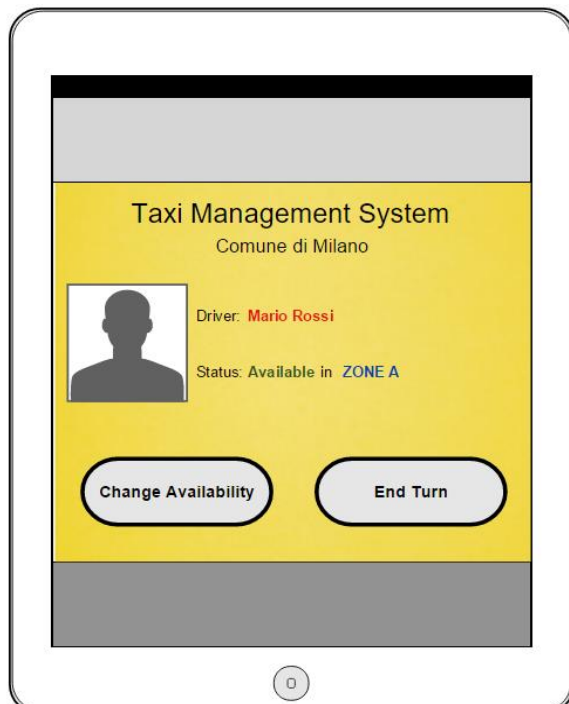 Taxi Management System
Comune di Milano
Driver: Mario Rossi
Status: Available in ZONE A
Change Availability
End Turn